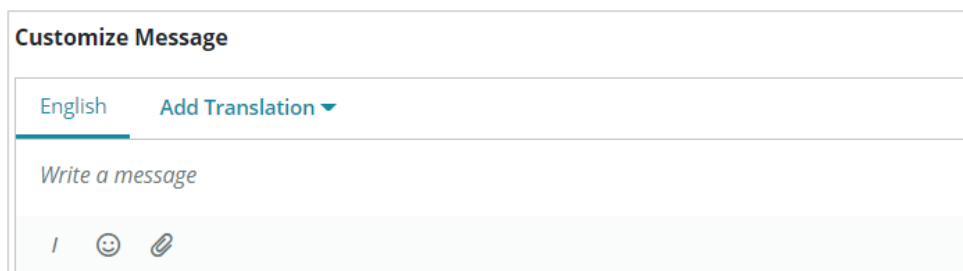 Customize Message
English Add Translation
Write a message
I